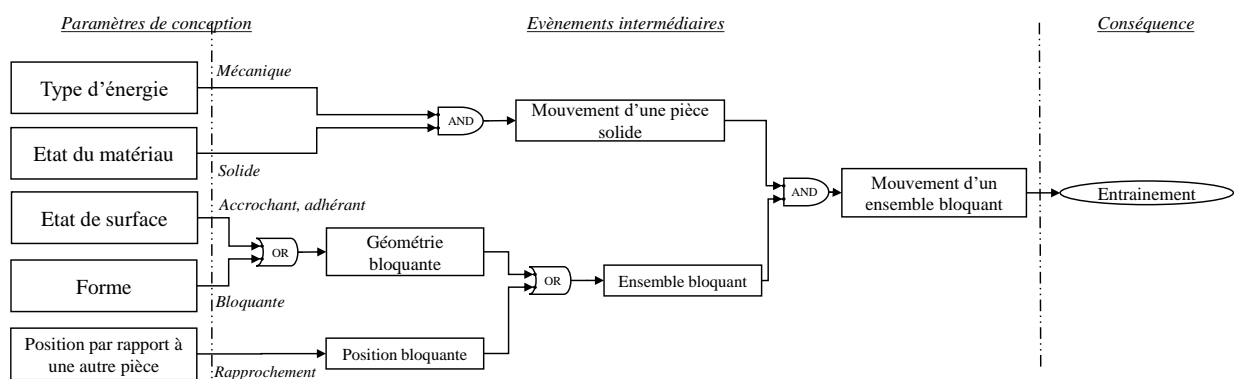 Paramètres de conception
Evènements intermédiaires
Conséquence
Mécanique
Type d'énergie
AND
Mouvement d'une pièce
solide
Etat du matériau
Solide
AND
Mouvement d'un
ensemble bloquant
Entrainement
Accrochant, adhérant
Etat de surface
OR
Géométrie
bloquante
Forme
Bloquante
OR
Ensemble bloquant
Position par rapport à
une autre pièce
Position bloquante
Rapprochement